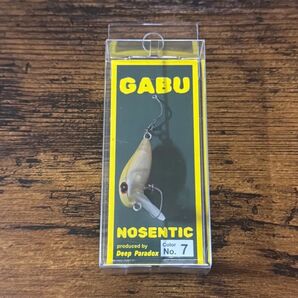 GABU
NOSENTIC
produced by
Deep Paradox
Color
No. 7